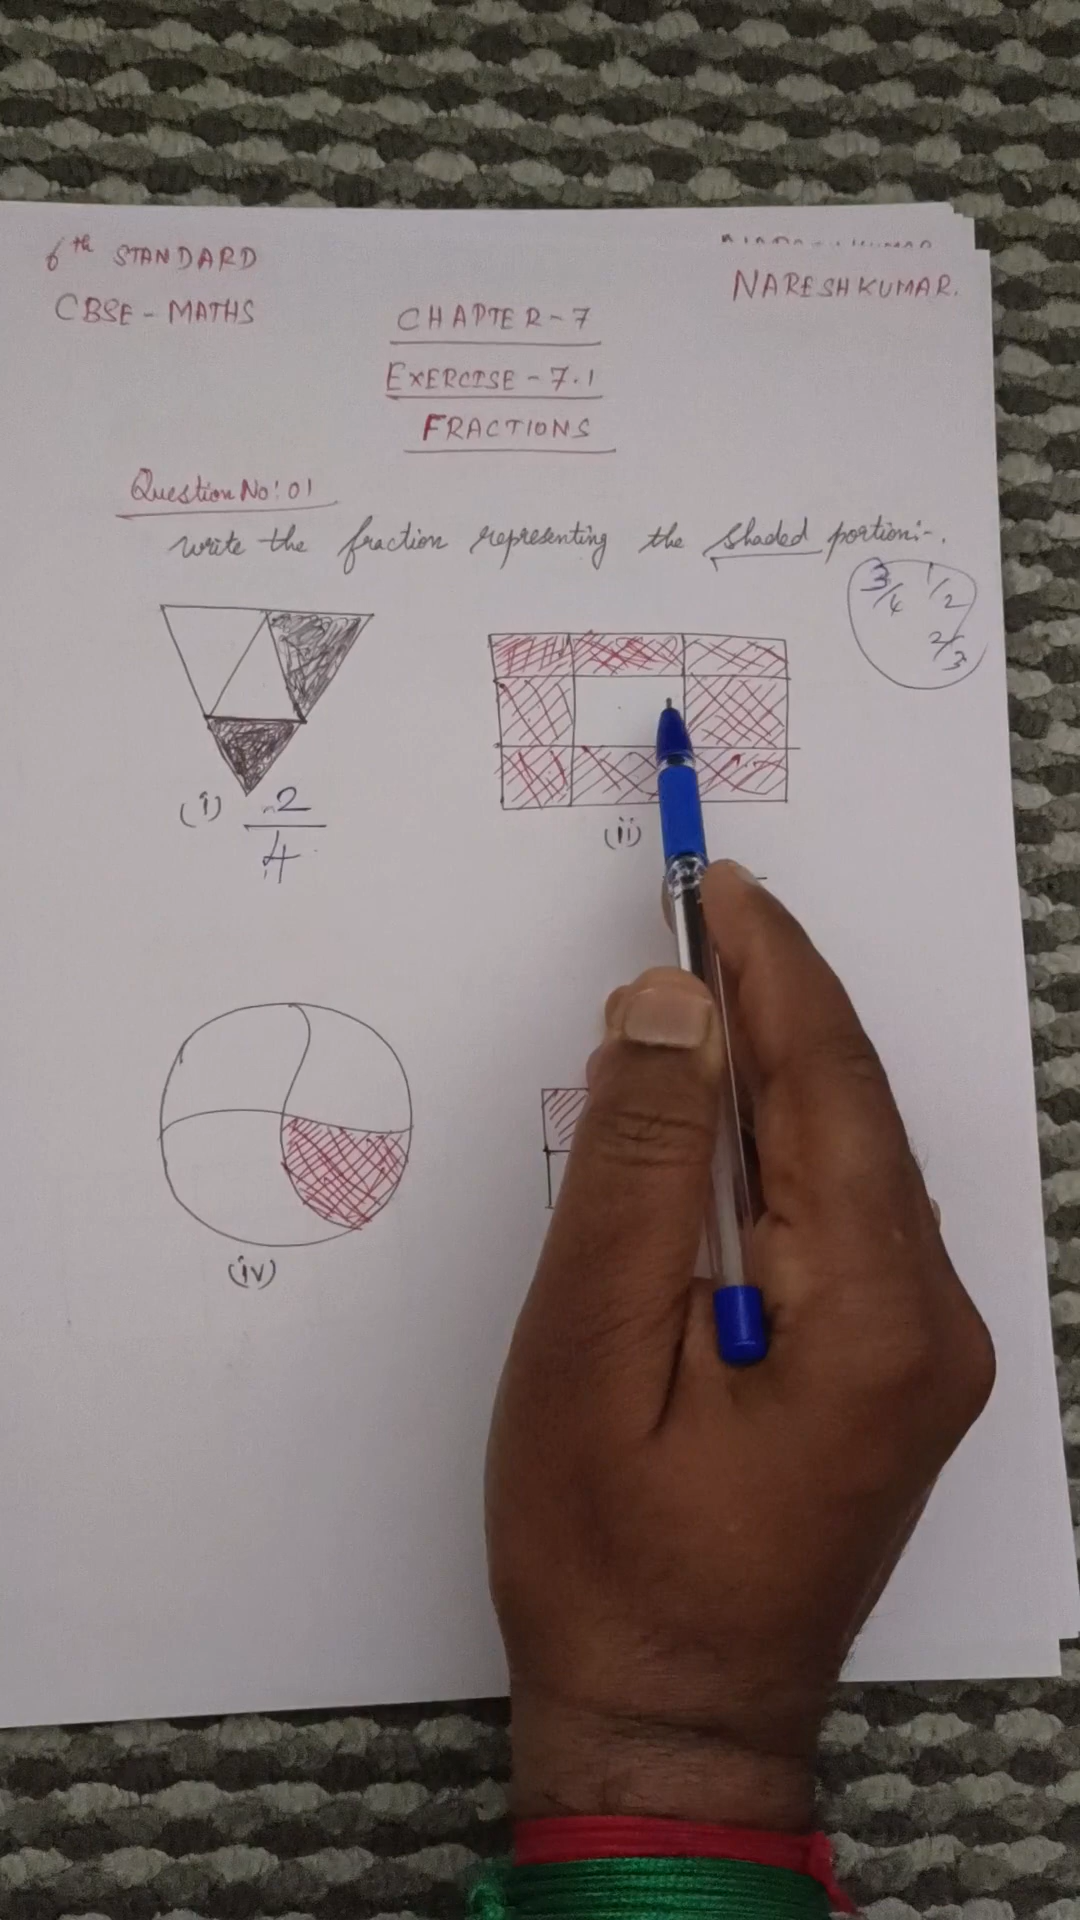 6th STANDARD
CBSE - MATHS
NARESHKUMAR.
CHAPTER - 7
EXERCISE - 7.1
FRACTIONS
Question No: 01
write the fraction representing the shaded portion:-.
3/4 1/2
2/3
(i) 2/4
(ii)
(iv)